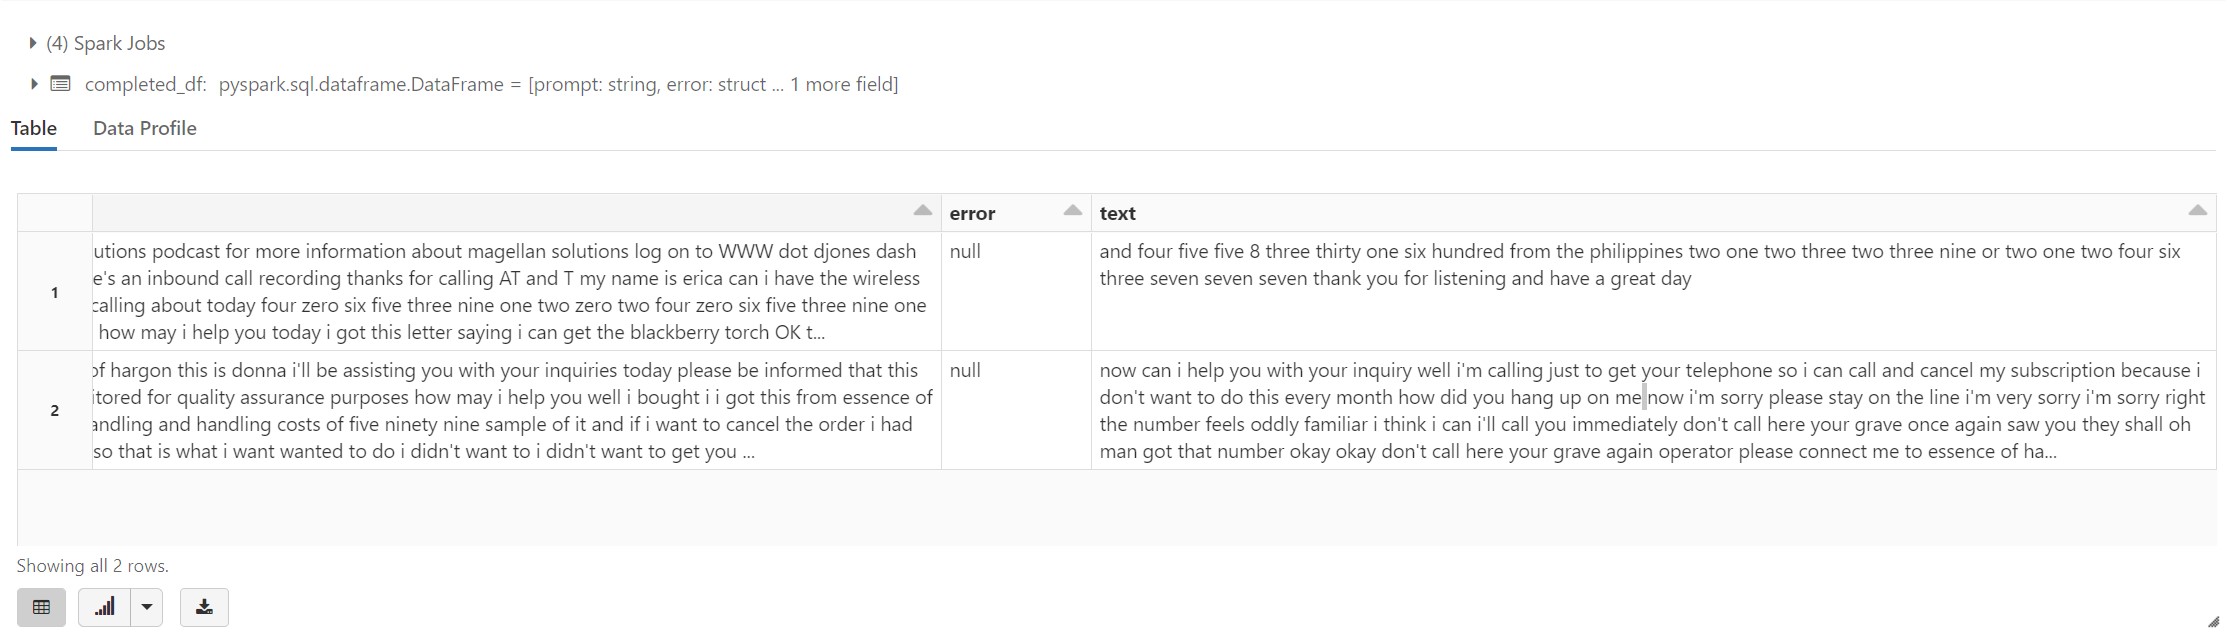 (4) Spark Jobs
completed_df: pyspark.sql.dataframe.DataFrame = [prompt: string, error: struct ... 1 more field]
Table Data Profile
error text
1
utions podcast for more information about magellan solutions log on to WWW dot djones dash
e's an inbound call recording thanks for calling AT and T my name is erica can i have the wireless
calling about today four zero six five three nine one two zero two four zero six five three nine one
how may i help you today i got this letter saying i can get the blackberry torch OK t...
null
and four five five 8 three thirty one six hundred from the philippines two one two three two three nine or two one two four six
three seven seven seven thank you for listening and have a great day
2
of hargon this is donna i'll be assisting you with your inquiries today please be informed that this
itored for quality assurance purposes how may i help you well i bought i i got this from essence of
andling and handling costs of five ninety nine sample of it and if i want to cancel the order i had
so that is what i want wanted to do i didn't want to i didn't want to get you ...
null
now can i help you with your inquiry well i'm calling just to get your telephone so i can call and cancel my subscription because i
don't want to do this every month how did you hang up on me now i'm sorry please stay on the line i'm very sorry i'm sorry right
the number feels oddly familiar i think i can i'll call you immediately don't call here your grave once again saw you they shall oh
man got that number okay okay don't call here your grave again operator please connect me to essence of ha...
Showing all 2 rows.